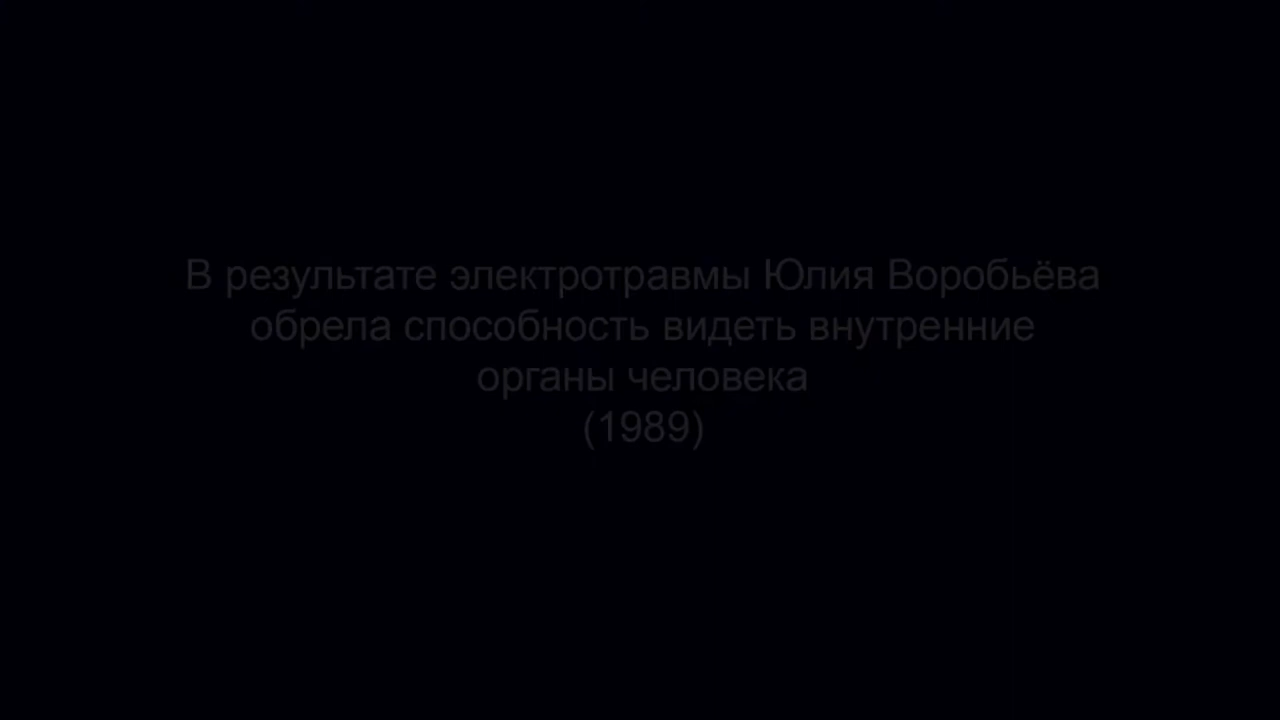 В результате электротравмы Юлия Воробьёва
обрела способность видеть внутренние
органы человека
(1989)